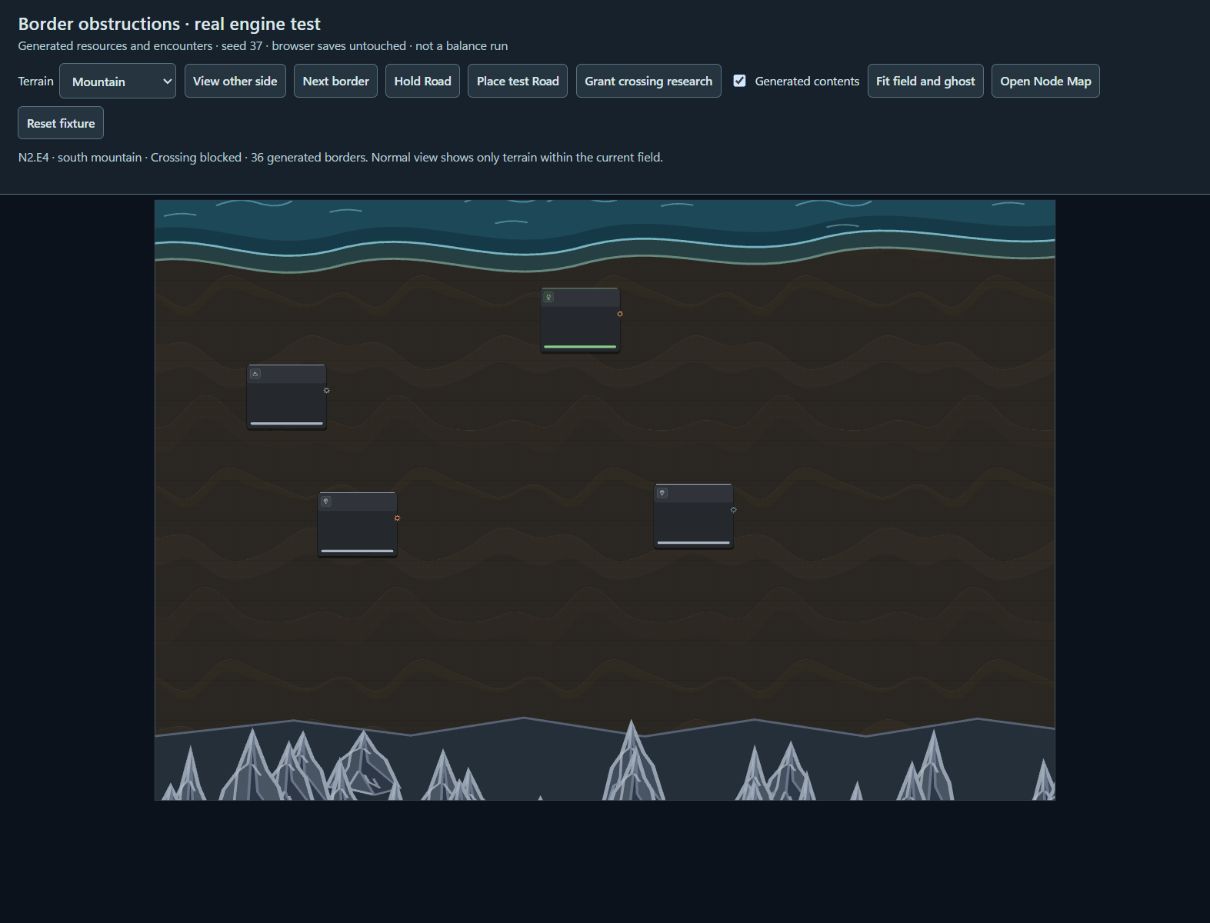 Border obstructions · real engine test
Generated resources and encounters · seed 37 · browser saves untouched · not a balance run
Terrain Mountain View other side Next border Hold Road Place test Road Grant crossing research Generated contents Fit field and ghost Open Node Map
Reset fixture
N2.E4 · south mountain · Crossing blocked · 36 generated borders. Normal view shows only terrain within the current field.